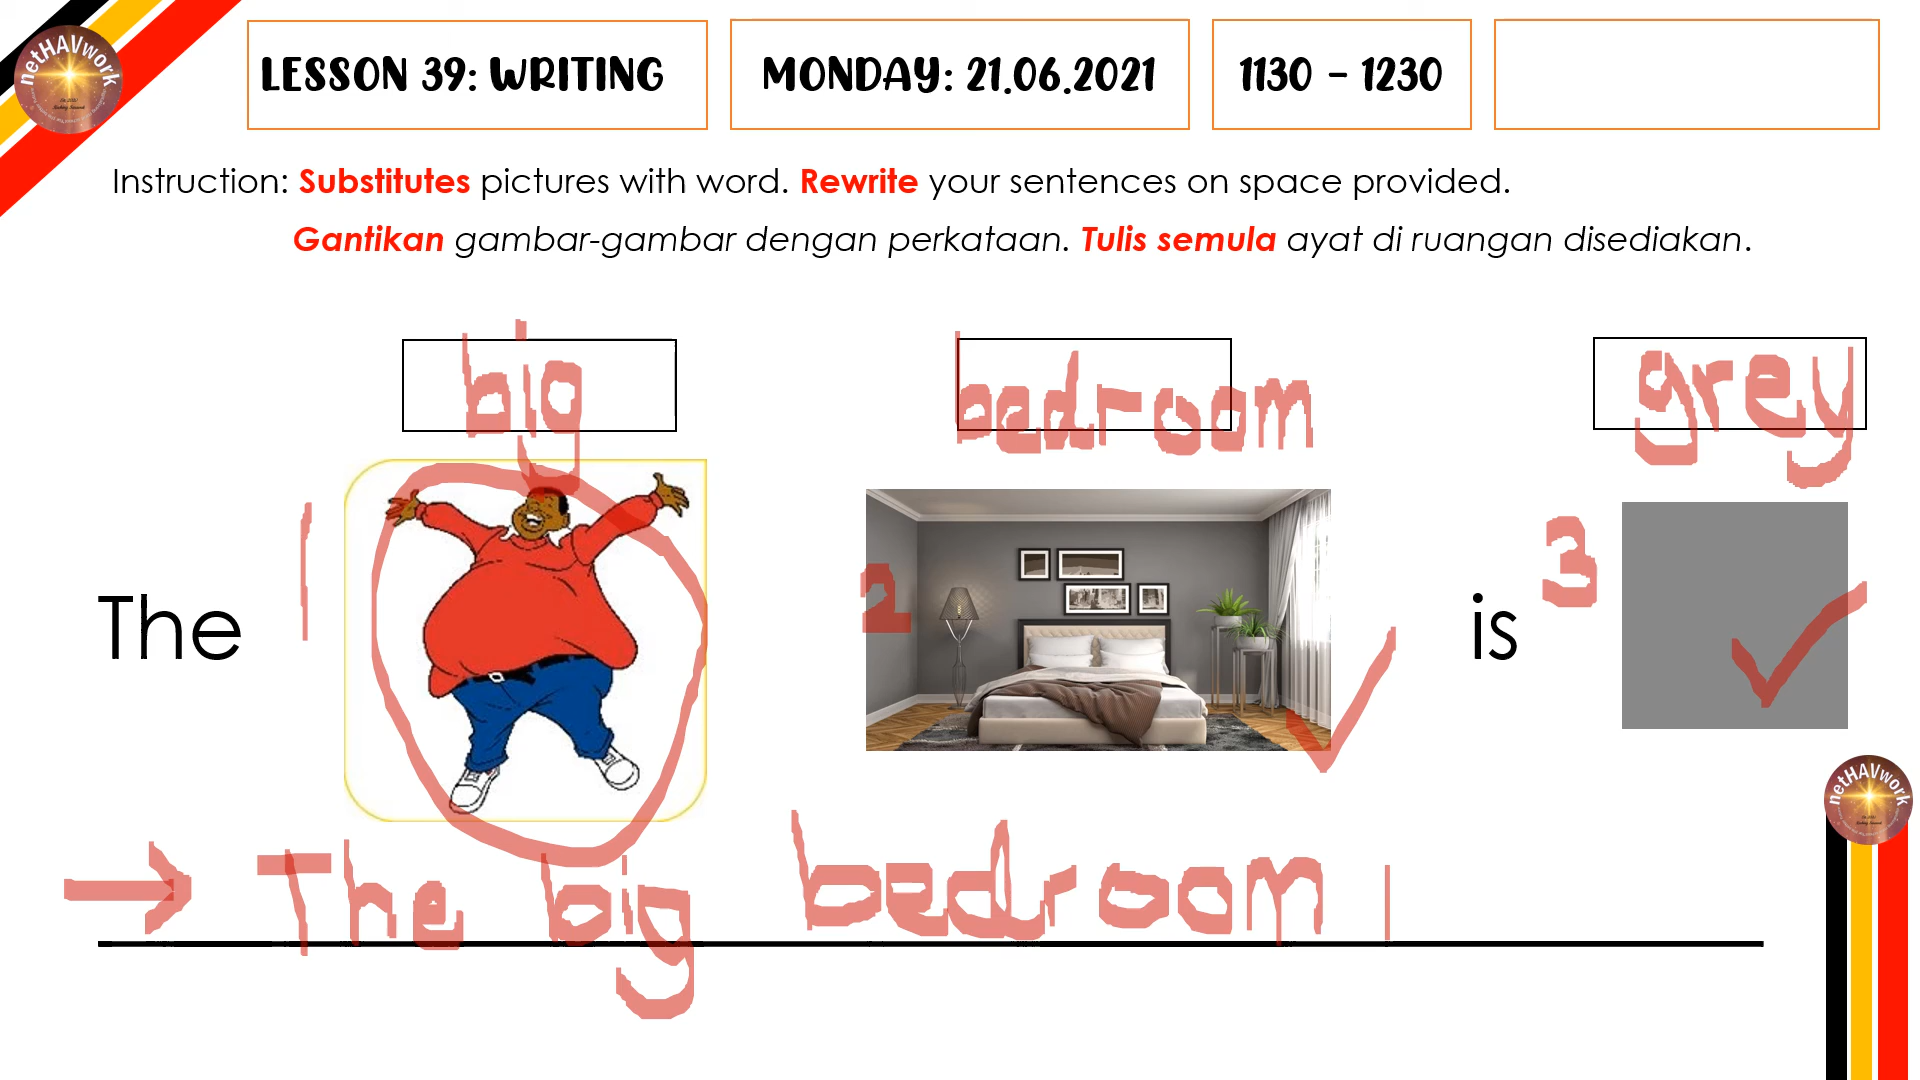 LESSON 39: WRITING MONDAY: 21.06.2021 1130 - 1230
netHAVwork
Instruction: Substitutes pictures with word. Rewrite your sentences on space provided.
Gantikan gambar-gambar dengan perkataan. Tulis semula ayat di ruangan disediakan.
big bedroom grey
The 1 2 is 3
netHAVwork
→ The big bedroom